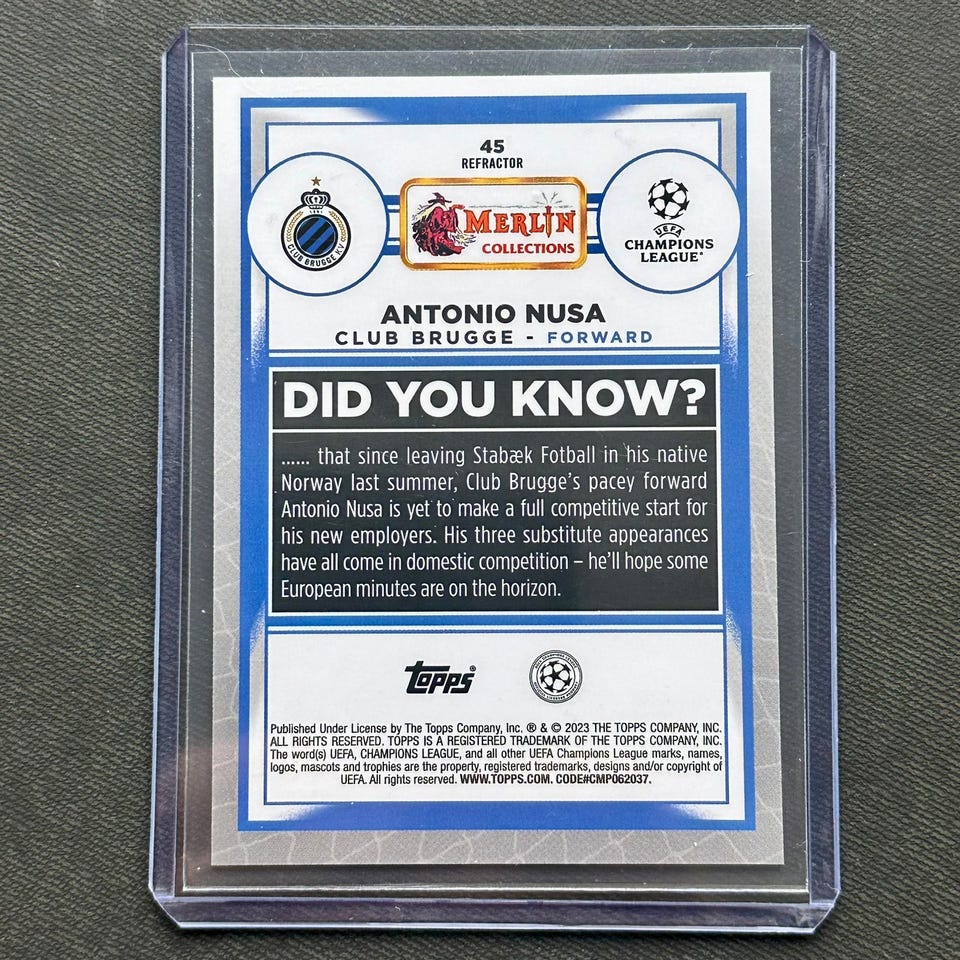 45
REFRACTOR
1891
CLUB BRUGGE K.V
MERLIN
COLLECTIONS
UEFA
CHAMPIONS
LEAGUE®
ANTONIO NUSA
CLUB BRUGGE - FORWARD
DID YOU KNOW?
...... that since leaving Stabæk Fotball in his native
Norway last summer, Club Brugge's pacey forward
Antonio Nusa is yet to make a full competitive start for
his new employers. His three substitute appearances
have all come in domestic competition – he'll hope some
European minutes are on the horizon.
Topps®
Published Under License by The Topps Company, Inc. ® & © 2023 THE TOPPS COMPANY, INC.
ALL RIGHTS RESERVED. TOPPS IS A REGISTERED TRADEMARK OF THE TOPPS COMPANY, INC.
The word(s) UEFA, CHAMPIONS LEAGUE, and all other UEFA Champions League marks, names,
logos, mascots and trophies are the property, registered trademarks, designs and/or copyright of
UEFA. All rights reserved. WWW.TOPPS.COM. CODE#CMP062037.